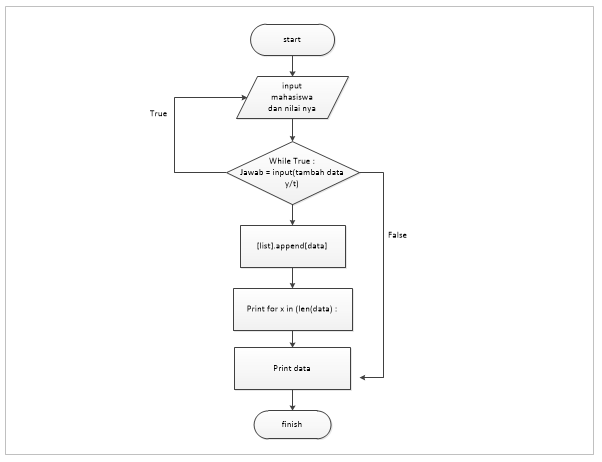 start
input
mahasiswa
dan nilai nya
True
While True :
Jawab = input(tambah data
y/t)
False
[list].append[data]
Print for x in (len(data) :
Print data
finish